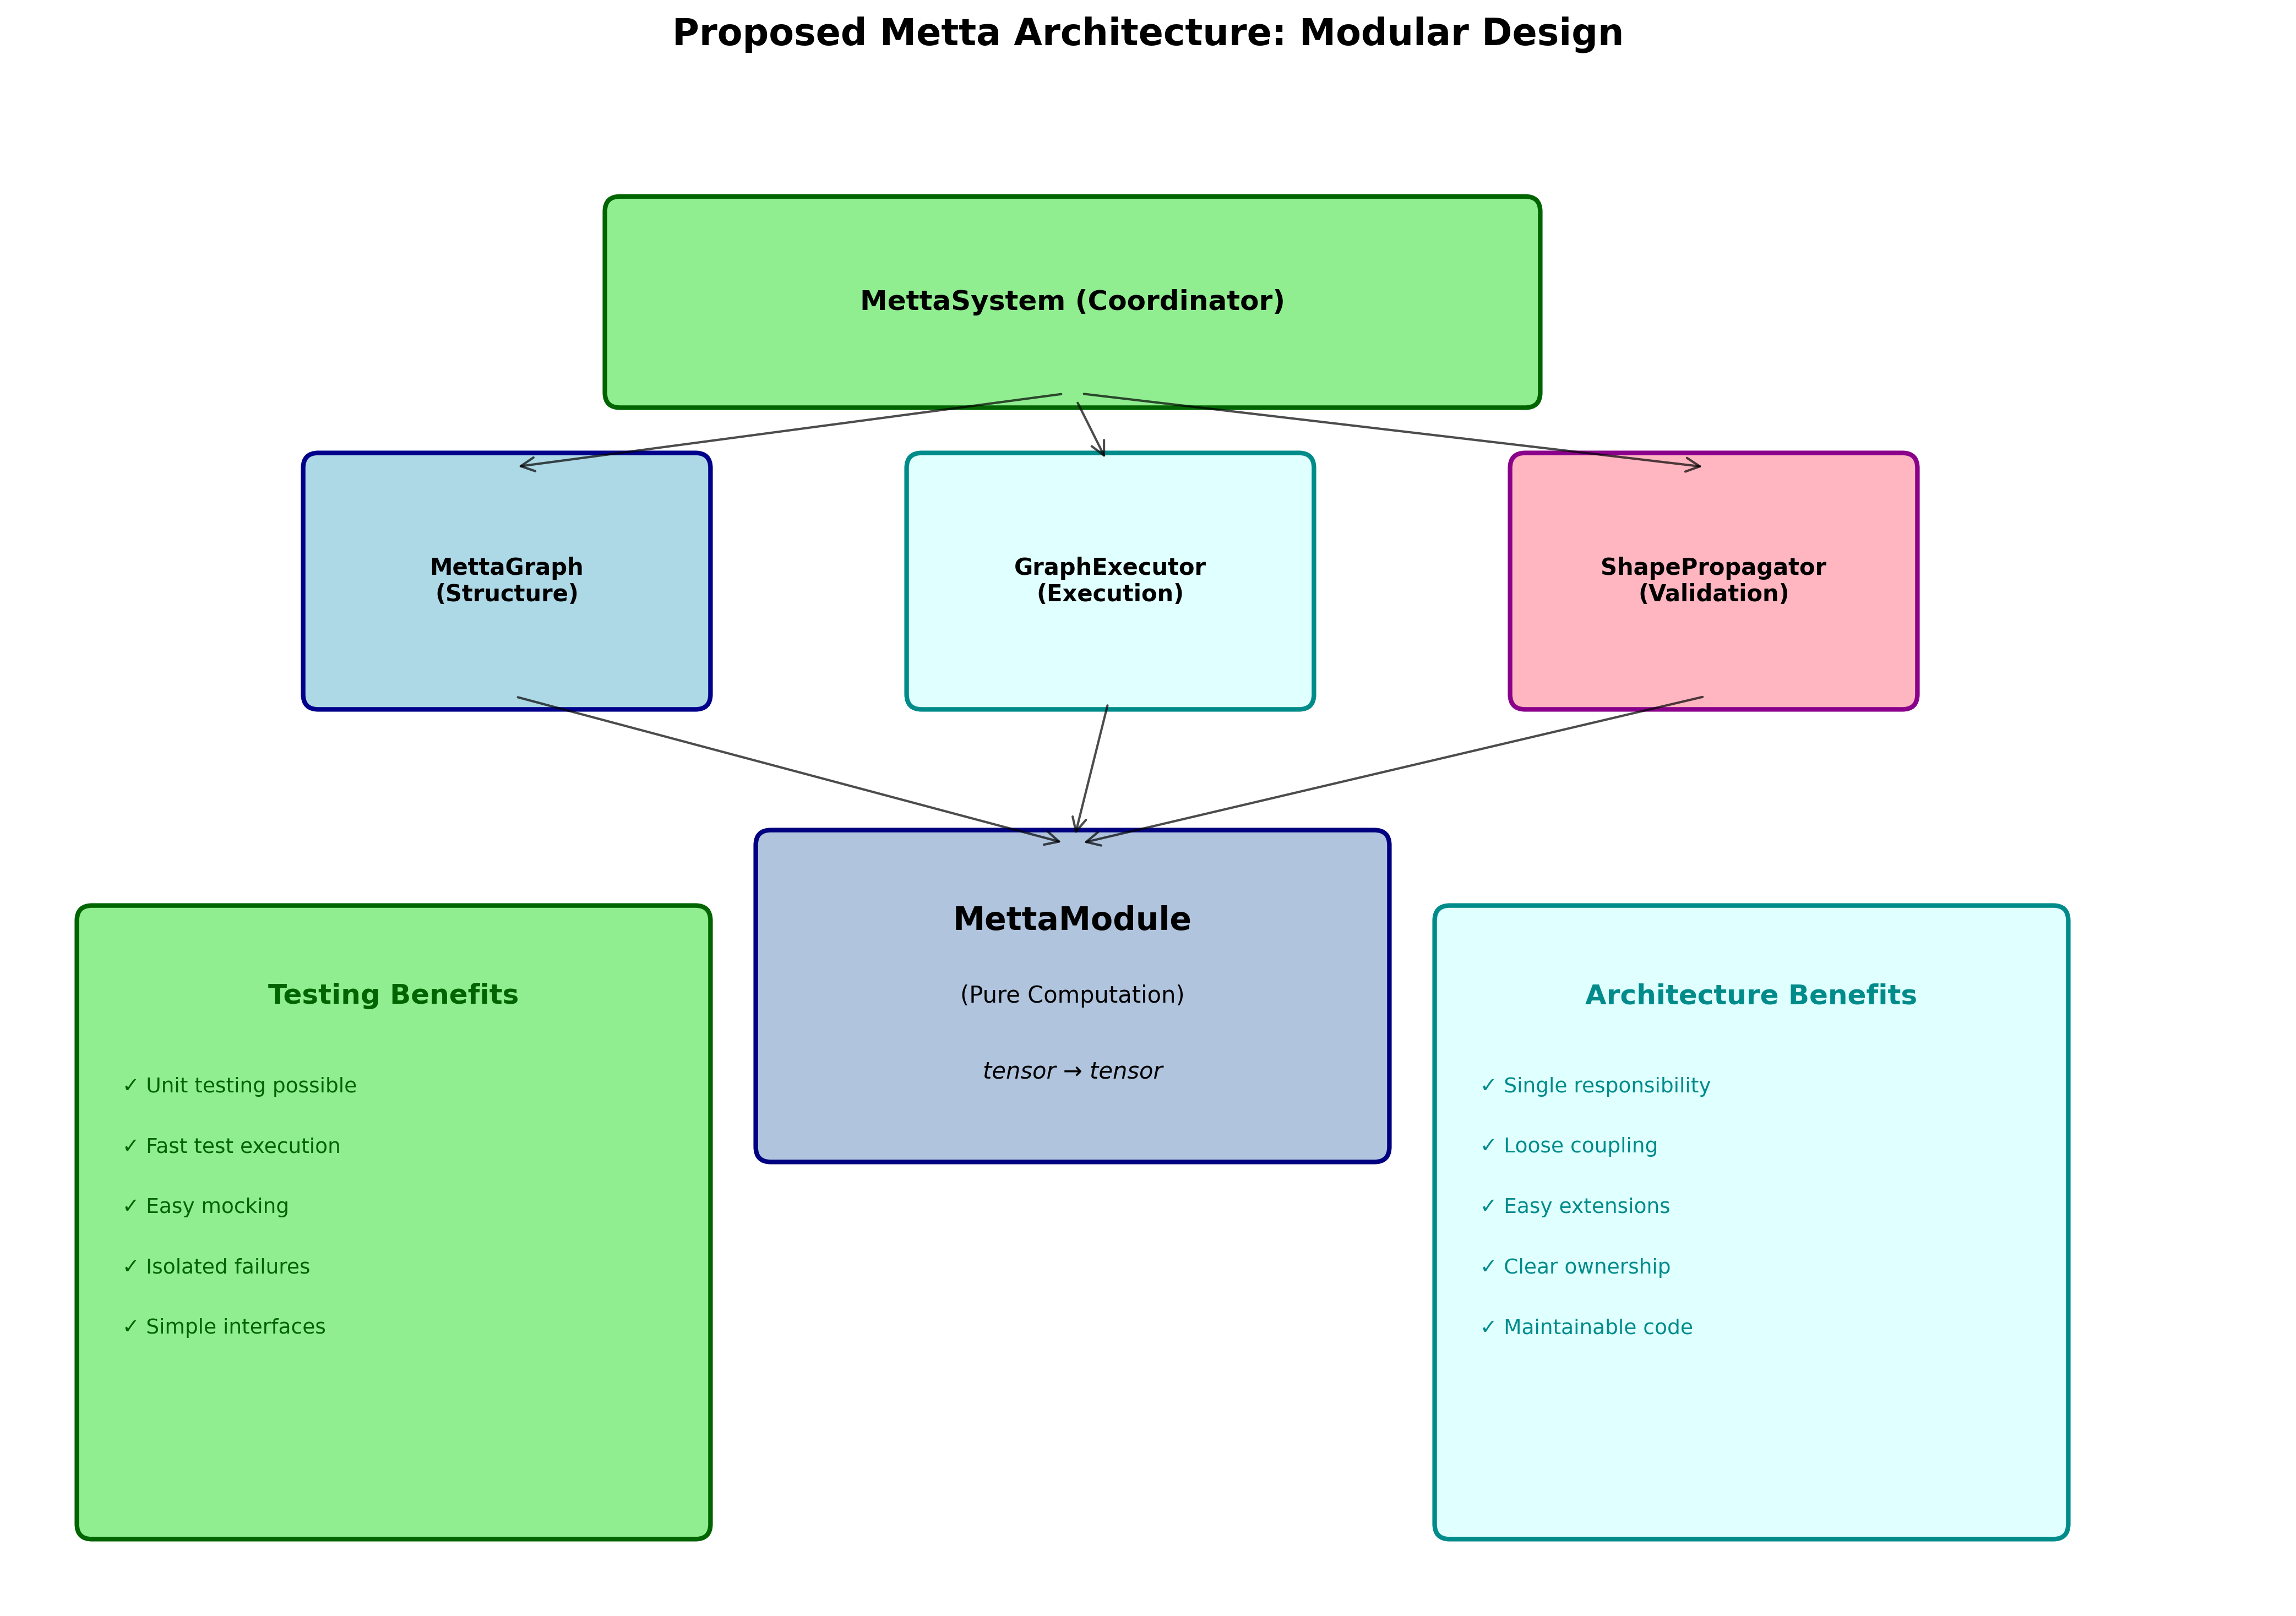 Proposed Metta Architecture: Modular Design
MettaSystem (Coordinator)
MettaGraph
(Structure)
GraphExecutor
(Execution)
ShapePropagator
(Validation)
MettaModule
(Pure Computation)
tensor → tensor
Testing Benefits
✓ Unit testing possible
✓ Fast test execution
✓ Easy mocking
✓ Isolated failures
✓ Simple interfaces
Architecture Benefits
✓ Single responsibility
✓ Loose coupling
✓ Easy extensions
✓ Clear ownership
✓ Maintainable code